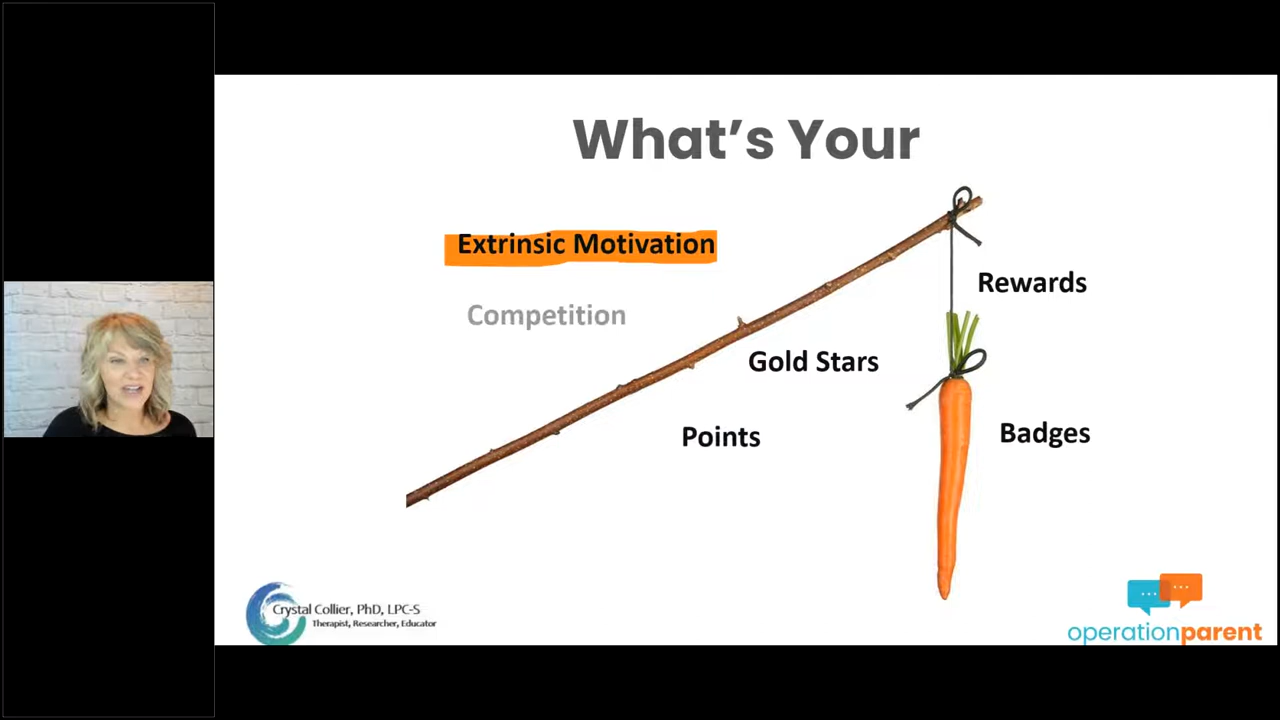 What's Your
Extrinsic Motivation
Rewards
Competition
Gold Stars
Points
Badges
Crystal Collier, PhD, LPC-S
Therapist, Researcher, Educator
operationparent